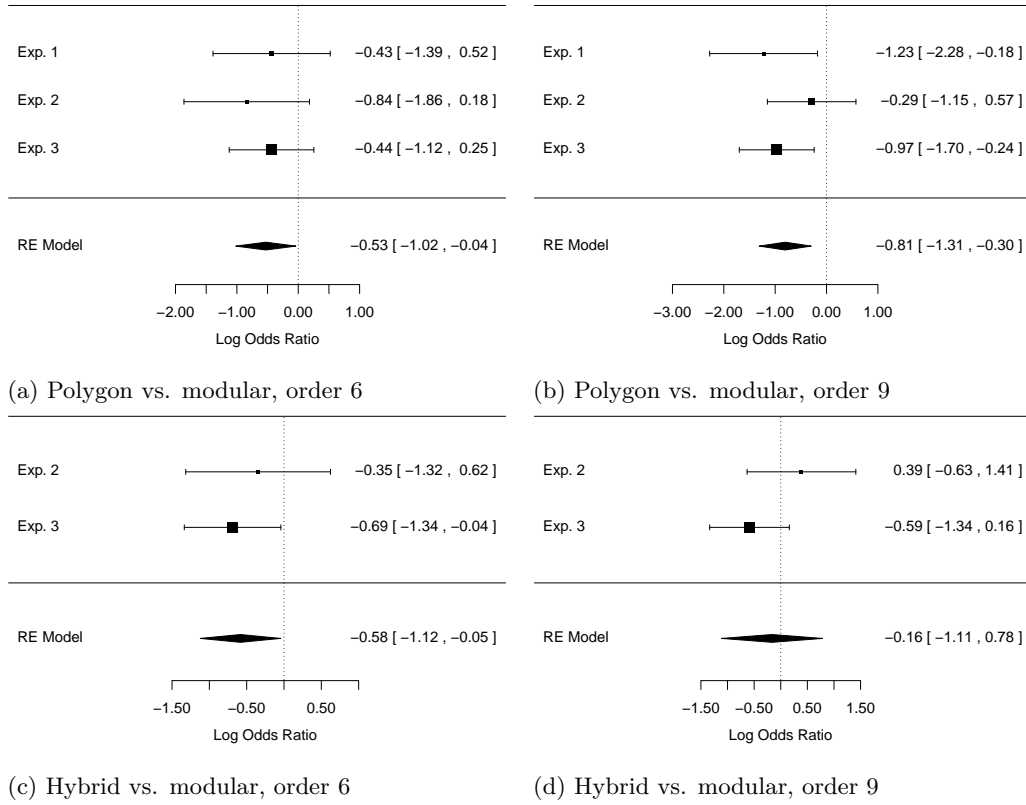 Exp. 1 −0.43 [ −1.39 , 0.52 ]
Exp. 2 −0.84 [ −1.86 , 0.18 ]
Exp. 3 −0.44 [ −1.12 , 0.25 ]
RE Model −0.53 [ −1.02 , −0.04 ]
−2.00 −1.00 0.00 1.00
Log Odds Ratio
(a) Polygon vs. modular, order 6
Exp. 1 −1.23 [ −2.28 , −0.18 ]
Exp. 2 −0.29 [ −1.15 , 0.57 ]
Exp. 3 −0.97 [ −1.70 , −0.24 ]
RE Model −0.81 [ −1.31 , −0.30 ]
−3.00 −2.00 −1.00 0.00 1.00
Log Odds Ratio
(b) Polygon vs. modular, order 9
Exp. 2 −0.35 [ −1.32 , 0.62 ]
Exp. 3 −0.69 [ −1.34 , −0.04 ]
RE Model −0.58 [ −1.12 , −0.05 ]
−1.50 −0.50 0.50
Log Odds Ratio
(c) Hybrid vs. modular, order 6
Exp. 2 0.39 [ −0.63 , 1.41 ]
Exp. 3 −0.59 [ −1.34 , 0.16 ]
RE Model −0.16 [ −1.11 , 0.78 ]
−1.50 −0.50 0.50 1.50
Log Odds Ratio
(d) Hybrid vs. modular, order 9